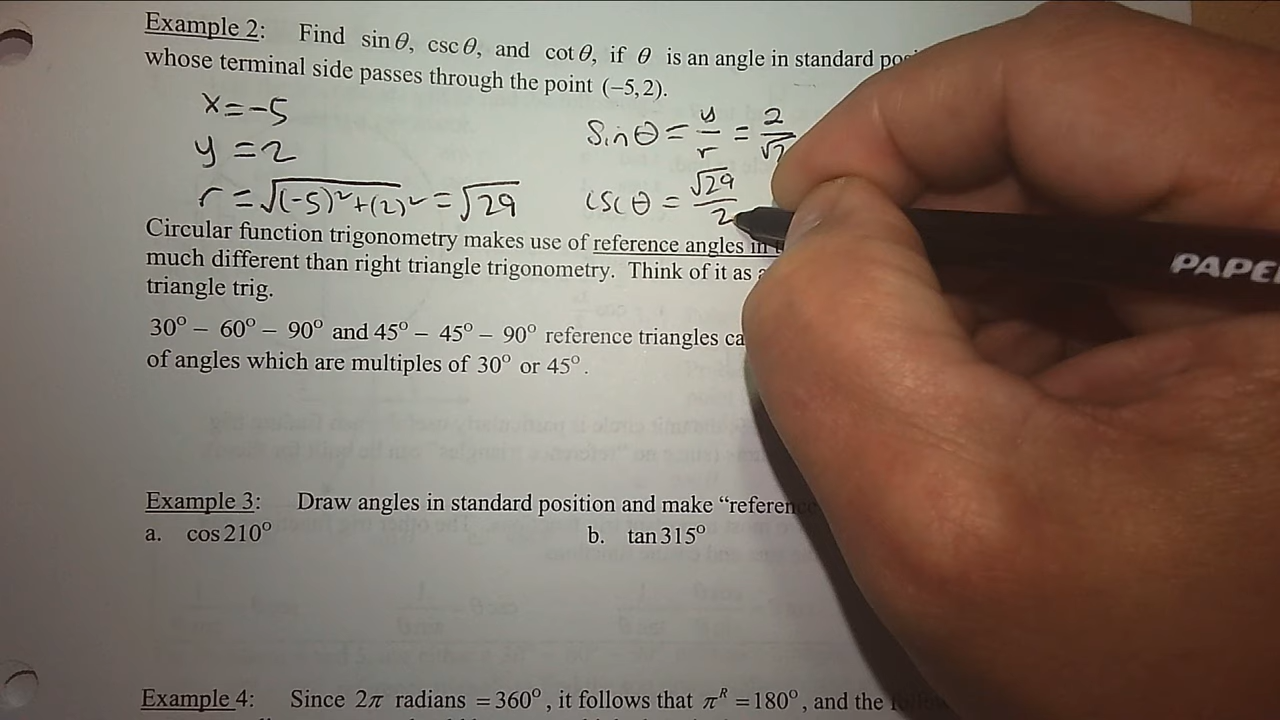 Example 2: Find sin θ, csc θ, and cot θ, if θ is an angle in standard
whose terminal side passes through the point (−5, 2).
x = −5
y = 2
r = √(-5)² + (2)² = √29
sin θ = y/r = 2/√2
csc θ = √29/2
Circular function trigonometry makes use of reference angles in
much different than right triangle trigonometry. Think of it as
triangle trig.
30° − 60° − 90° and 45° − 45° − 90° reference triangles
of angles which are multiples of 30° or 45°.
Example 3: Draw angles in standard position and make “referen
a. cos 210° b. tan 315°
Example 4: Since 2π radians = 360°, it follows that πᴿ = 180°, and the
PAPE